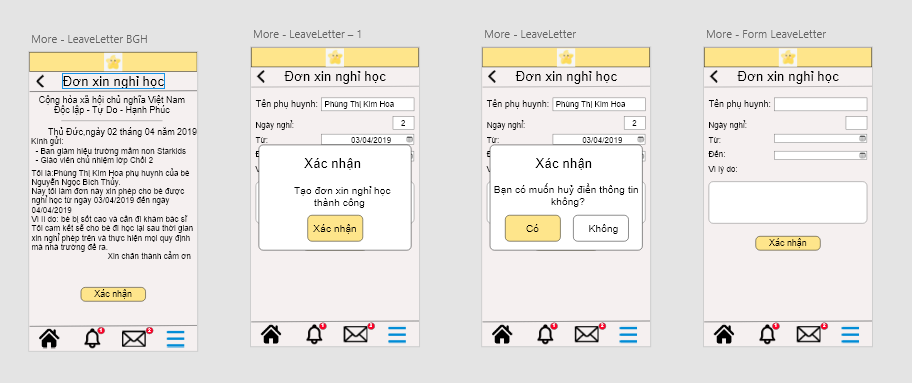 More - LeaveLetter BGH
Đơn xin nghỉ học
Cộng hòa xã hội chủ nghĩa Việt Nam
Độc lập - Tự Do - Hạnh Phúc
Thủ Đức,ngày 02 tháng 04 năm 2019
Kính gửi:
- Ban giám hiệu trường mầm non Starkids
- Giáo viên chủ nhiệm lớp Chồi 2
Tôi là:Phùng Thị Kim Hoa phụ huynh của bé
Nguyễn Ngọc Bích Thủy.
Nay tôi làm đơn này xin phép cho bé được
nghỉ học từ ngày 03/04/2019 đến ngày
04/04/2019
Vì lí do: bé bị sốt cao và cần đi khám bác sĩ
Tôi cam kết sẽ cho bé đi học lại sau thời gian
xin nghỉ phép trên và thực hiện mọi quy định
mà nhà trường đề ra.
Xin chân thành cảm ơn
Xác nhận
More - LeaveLetter – 1
Đơn xin nghỉ học
Tên phụ huynh: Phùng Thị Kim Hoa
Ngày nghỉ: 2
Từ: 03/04/2019
Xác nhận
Tạo đơn xin nghỉ học
thành công
Xác nhận
More - LeaveLetter
Đơn xin nghỉ học
Tên phụ huynh: Phùng Thị Kim Hoa
Ngày nghỉ: 2
Từ: 03/04/2019
Xác nhận
Bạn có muốn huỷ điền thông tin
không?
Có Không
More - Form LeaveLetter
Đơn xin nghỉ học
Tên phụ huynh:
Ngày nghỉ:
Từ:
Đến:
Vì lý do:
Xác nhận